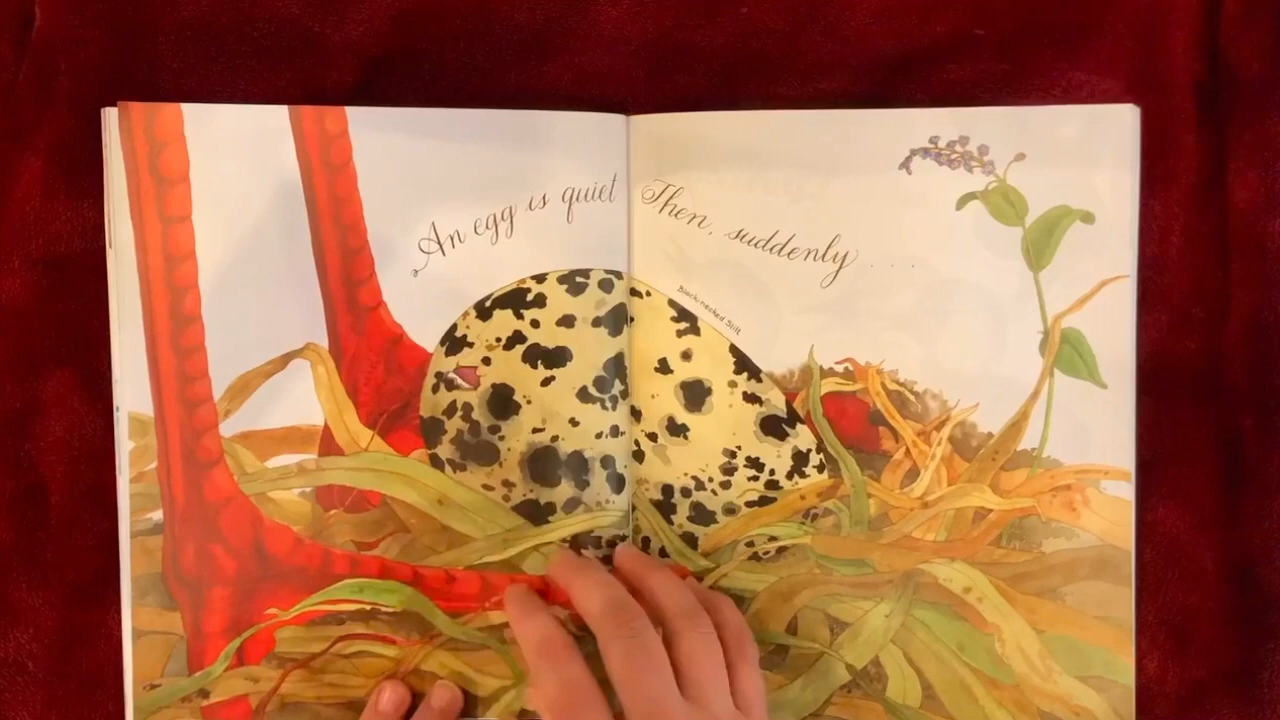 An egg is quiet
Then, suddenly . . . .
Black-necked Stilt